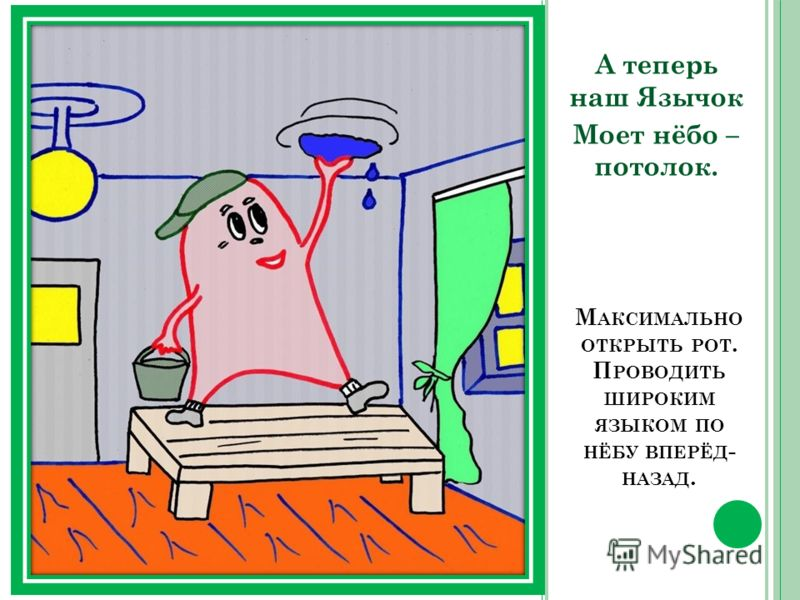 А теперь
наш Язычок
Моет нёбо –
потолок.
Максимально
открыть рот.
Проводить
широким
языком по
нёбу вперёд-
назад.
MyShared